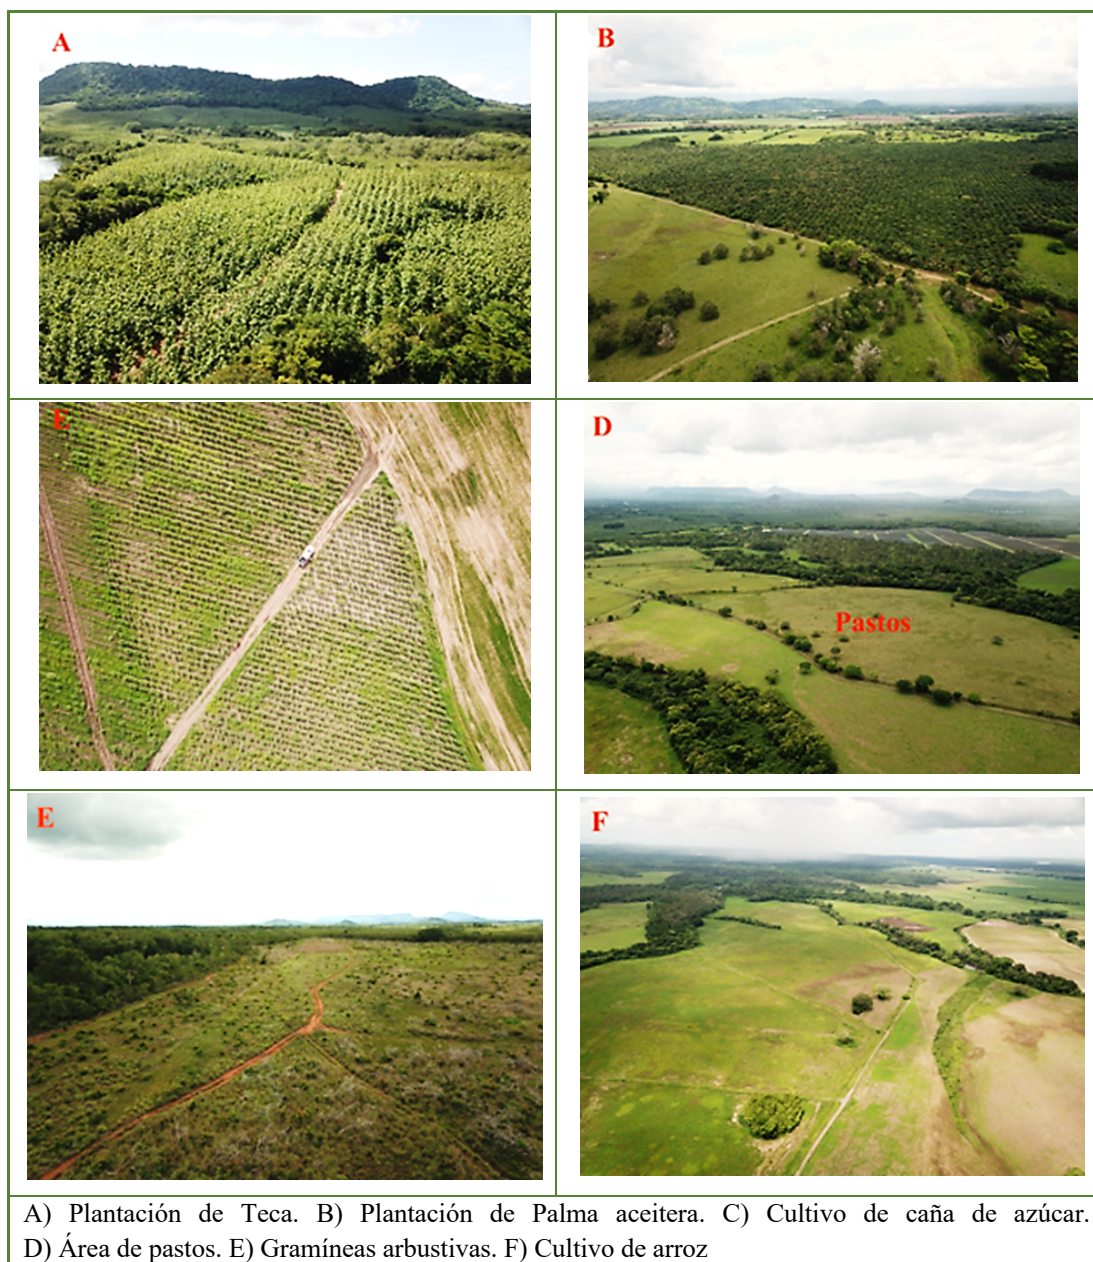 A
B
E
D
Pastos
E
F
A) Plantación de Teca. B) Plantación de Palma aceitera. C) Cultivo de caña de azúcar.
D) Área de pastos. E) Gramíneas arbustivas. F) Cultivo de arroz